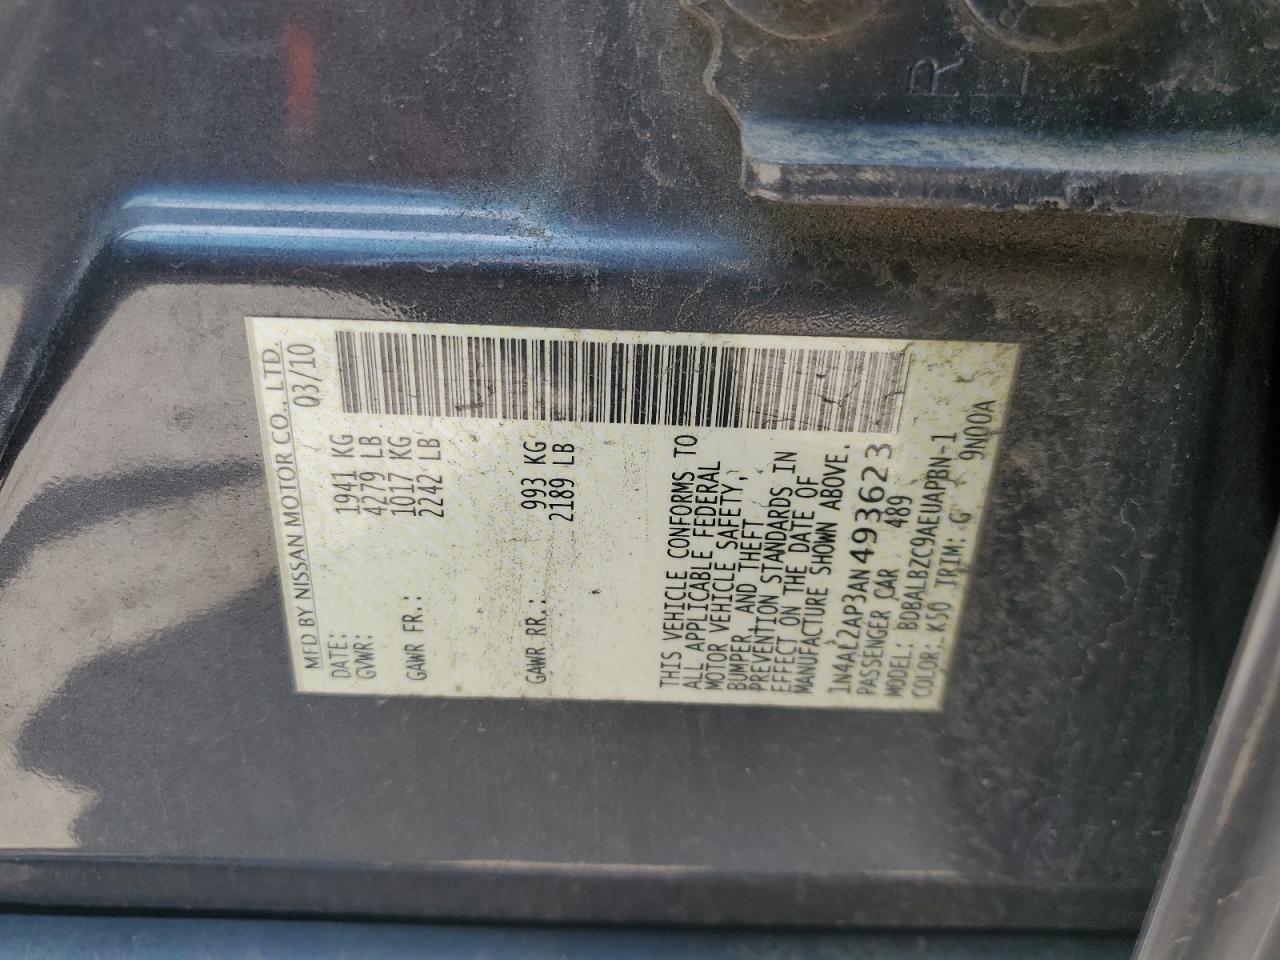 MFD BY NISSAN MOTOR CO., LTD.
DATE: 03/10
GVWR: 1941 KG
4279 LB
GAWR FR.: 1017 KG
2242 LB
GAWR RR.: 993 KG
2189 LB
THIS VEHICLE CONFORMS TO
ALL APPLICABLE FEDERAL
MOTOR VEHICLE SAFETY,
BUMPER, AND THEFT
PREVENTION STANDARDS IN
EFFECT ON THE DATE OF
MANUFACTURE SHOWN ABOVE.
1N4AL2AP3AN493623
PASSENGER CAR 489
MODEL: BDBALBZC9AEUAPBN-1
COLOR: K50 TRIM: G 9N00A